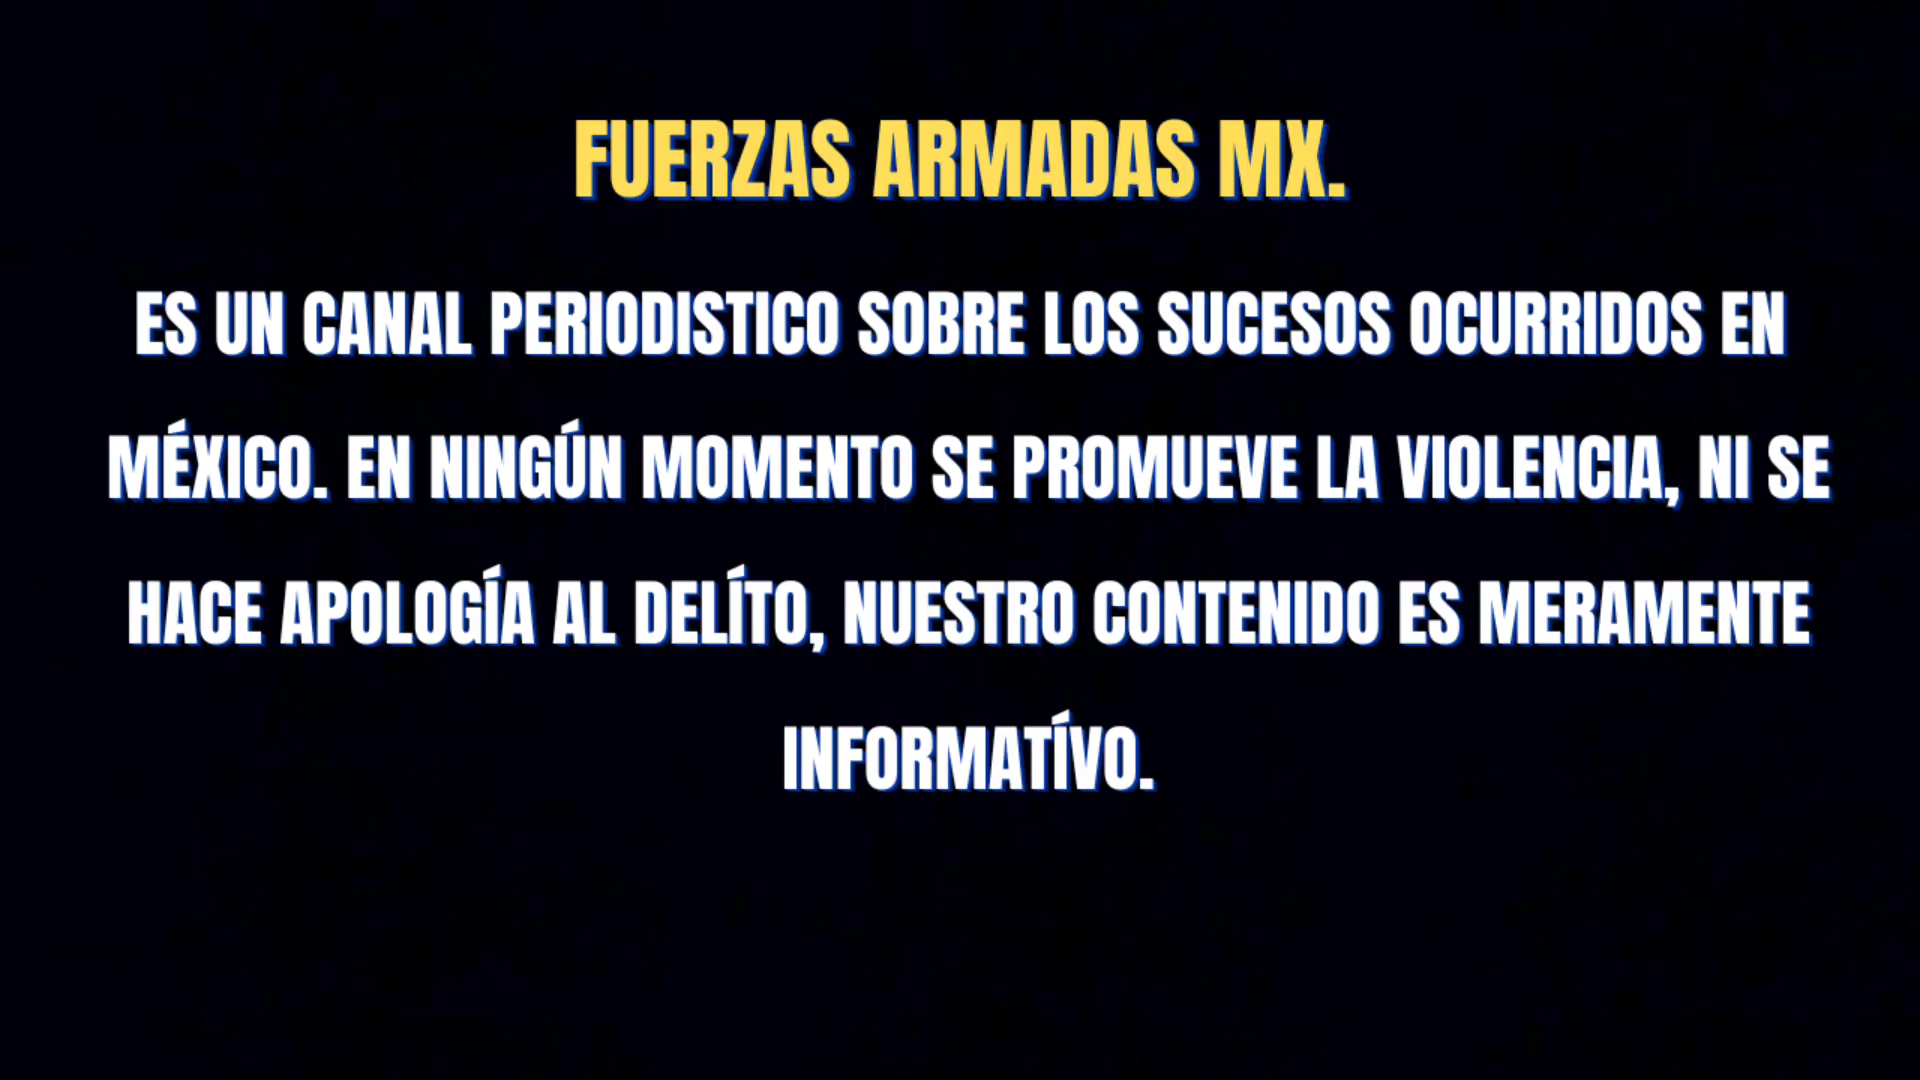 FUERZAS ARMADAS MX.
ES UN CANAL PERIODISTICO SOBRE LOS SUCESOS OCURRIDOS EN
MÉXICO. EN NINGÚN MOMENTO SE PROMUEVE LA VIOLENCIA, NI SE
HACE APOLOGÍA AL DELÍTO, NUESTRO CONTENIDO ES MERAMENTE
INFORMATÍVO.